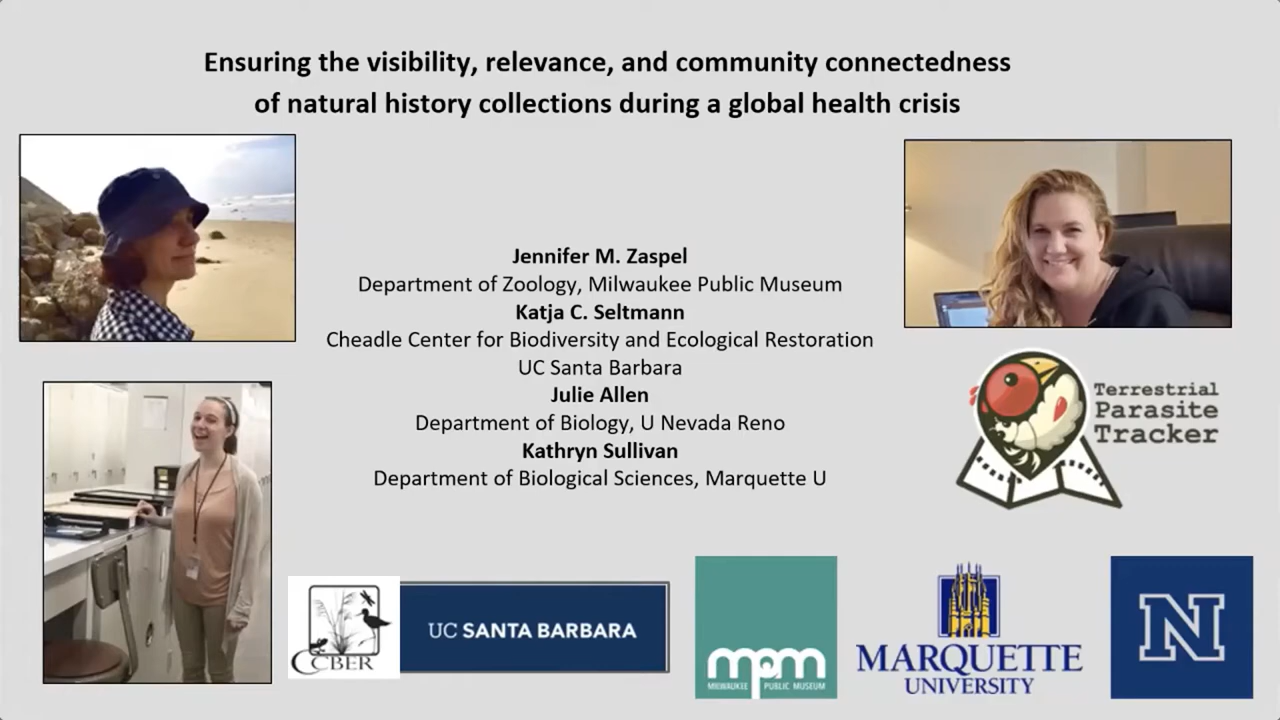 Ensuring the visibility, relevance, and community connectedness
of natural history collections during a global health crisis
Jennifer M. Zaspel
Department of Zoology, Milwaukee Public Museum
Katja C. Seltmann
Cheadle Center for Biodiversity and Ecological Restoration
UC Santa Barbara
Julie Allen
Department of Biology, U Nevada Reno
Kathryn Sullivan
Department of Biological Sciences, Marquette U
Terrestrial
Parasite
Tracker
CCBER
UC SANTA BARBARA
mpm
MILWAUKEE PUBLIC MUSEUM
MARQUETTE
UNIVERSITY
N